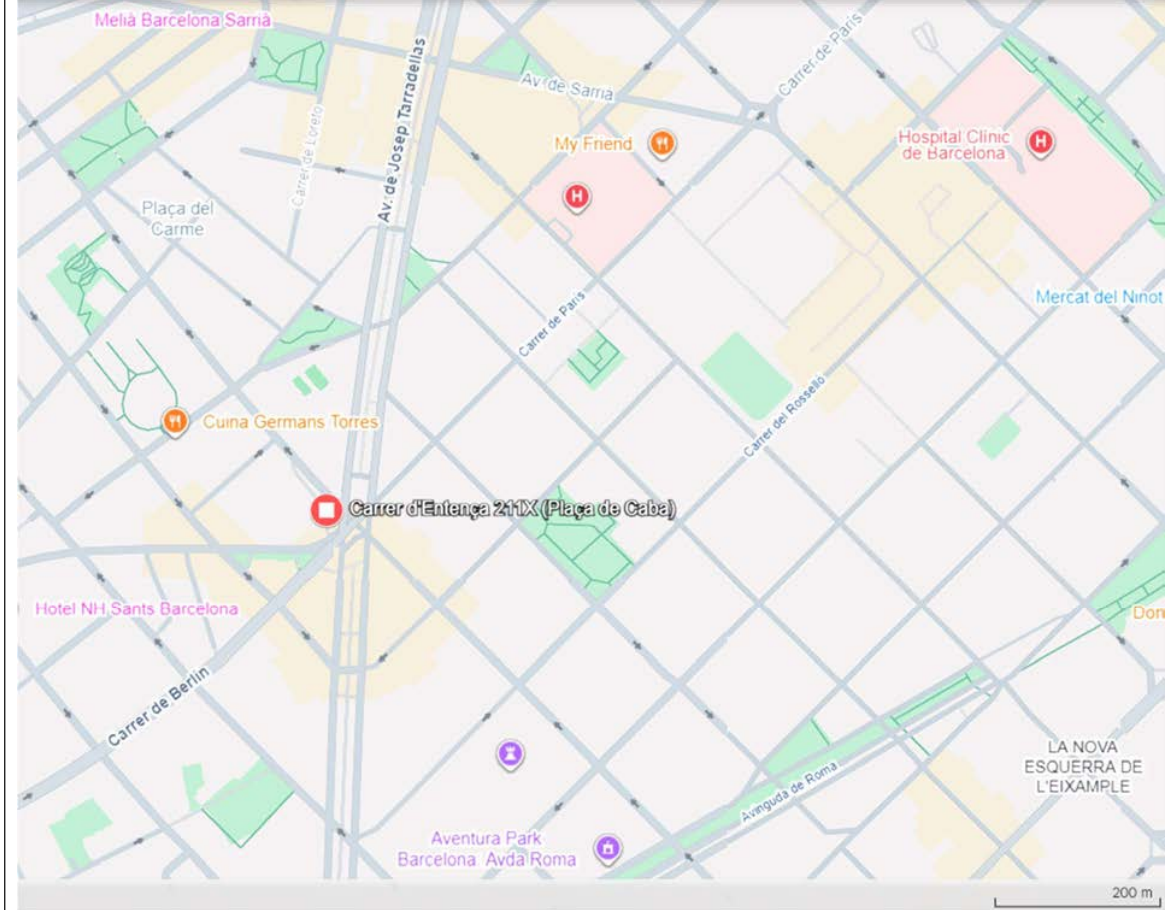 Melià Barcelona Sarrià
Av. de Josep Tarradellas
Carrer de Loreto
Av. de Sarrià
Carrer de París
My Friend
Hospital Clínic
de Barcelona
H
H
Plaça del
Carme
Mercat del Ninot
Carrer de París
Carrer del Rosselló
Cuina Germans Torres
Carrer d'Entença 211X (Plaça de Caba)
Hotel NH Sants Barcelona
Don
Carrer de Berlín
LA NOVA
ESQUERRA DE
L'EIXAMPLE
Avinguda de Roma
Aventura Park
Barcelona Avda Roma
200 m